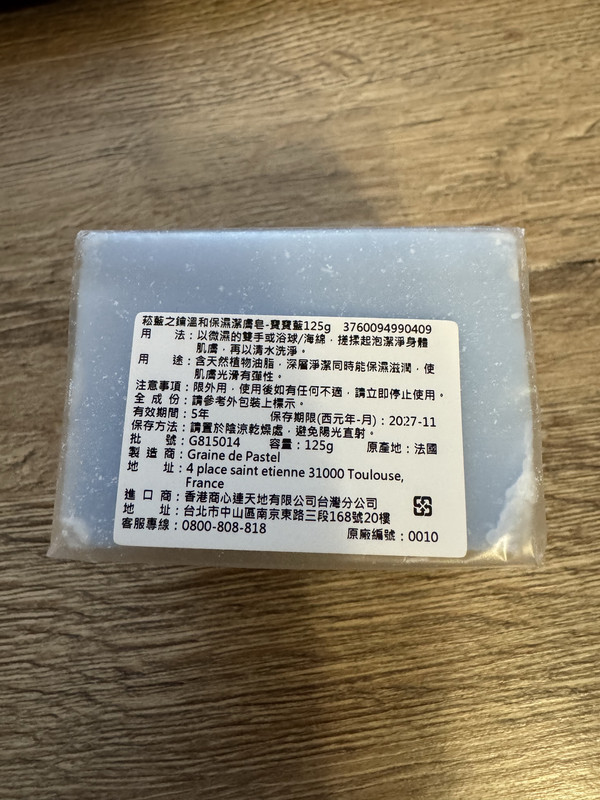 菘藍之鑰溫和保濕潔膚皂-寶寶藍125g 3760094990409
用 法：以微濕的雙手或浴球/海綿，搓揉起泡潔淨身體
肌膚，再以清水洗淨。
用 途：含天然植物油脂，深層淨潔同時能保濕滋潤，使
肌膚光滑有彈性。
注意事項：限外用，使用後如有任何不適，請立即停止使用。
全 成 份：請參考外包裝上標示。
有效期間：5年 保存期限(西元年-月)：2027-11
保存方法：請置於陰涼乾燥處，避免陽光直射。
批 號：G815014 容量：125g 原產地：法國
製 造 商：Graine de Pastel
地 址：4 place saint etienne 31000 Toulouse,
France
進 口 商：香港商心連天地有限公司台灣分公司
地 址：台北市中山區南京東路三段168號20樓
客服專線：0800-808-818 原廠編號：0010